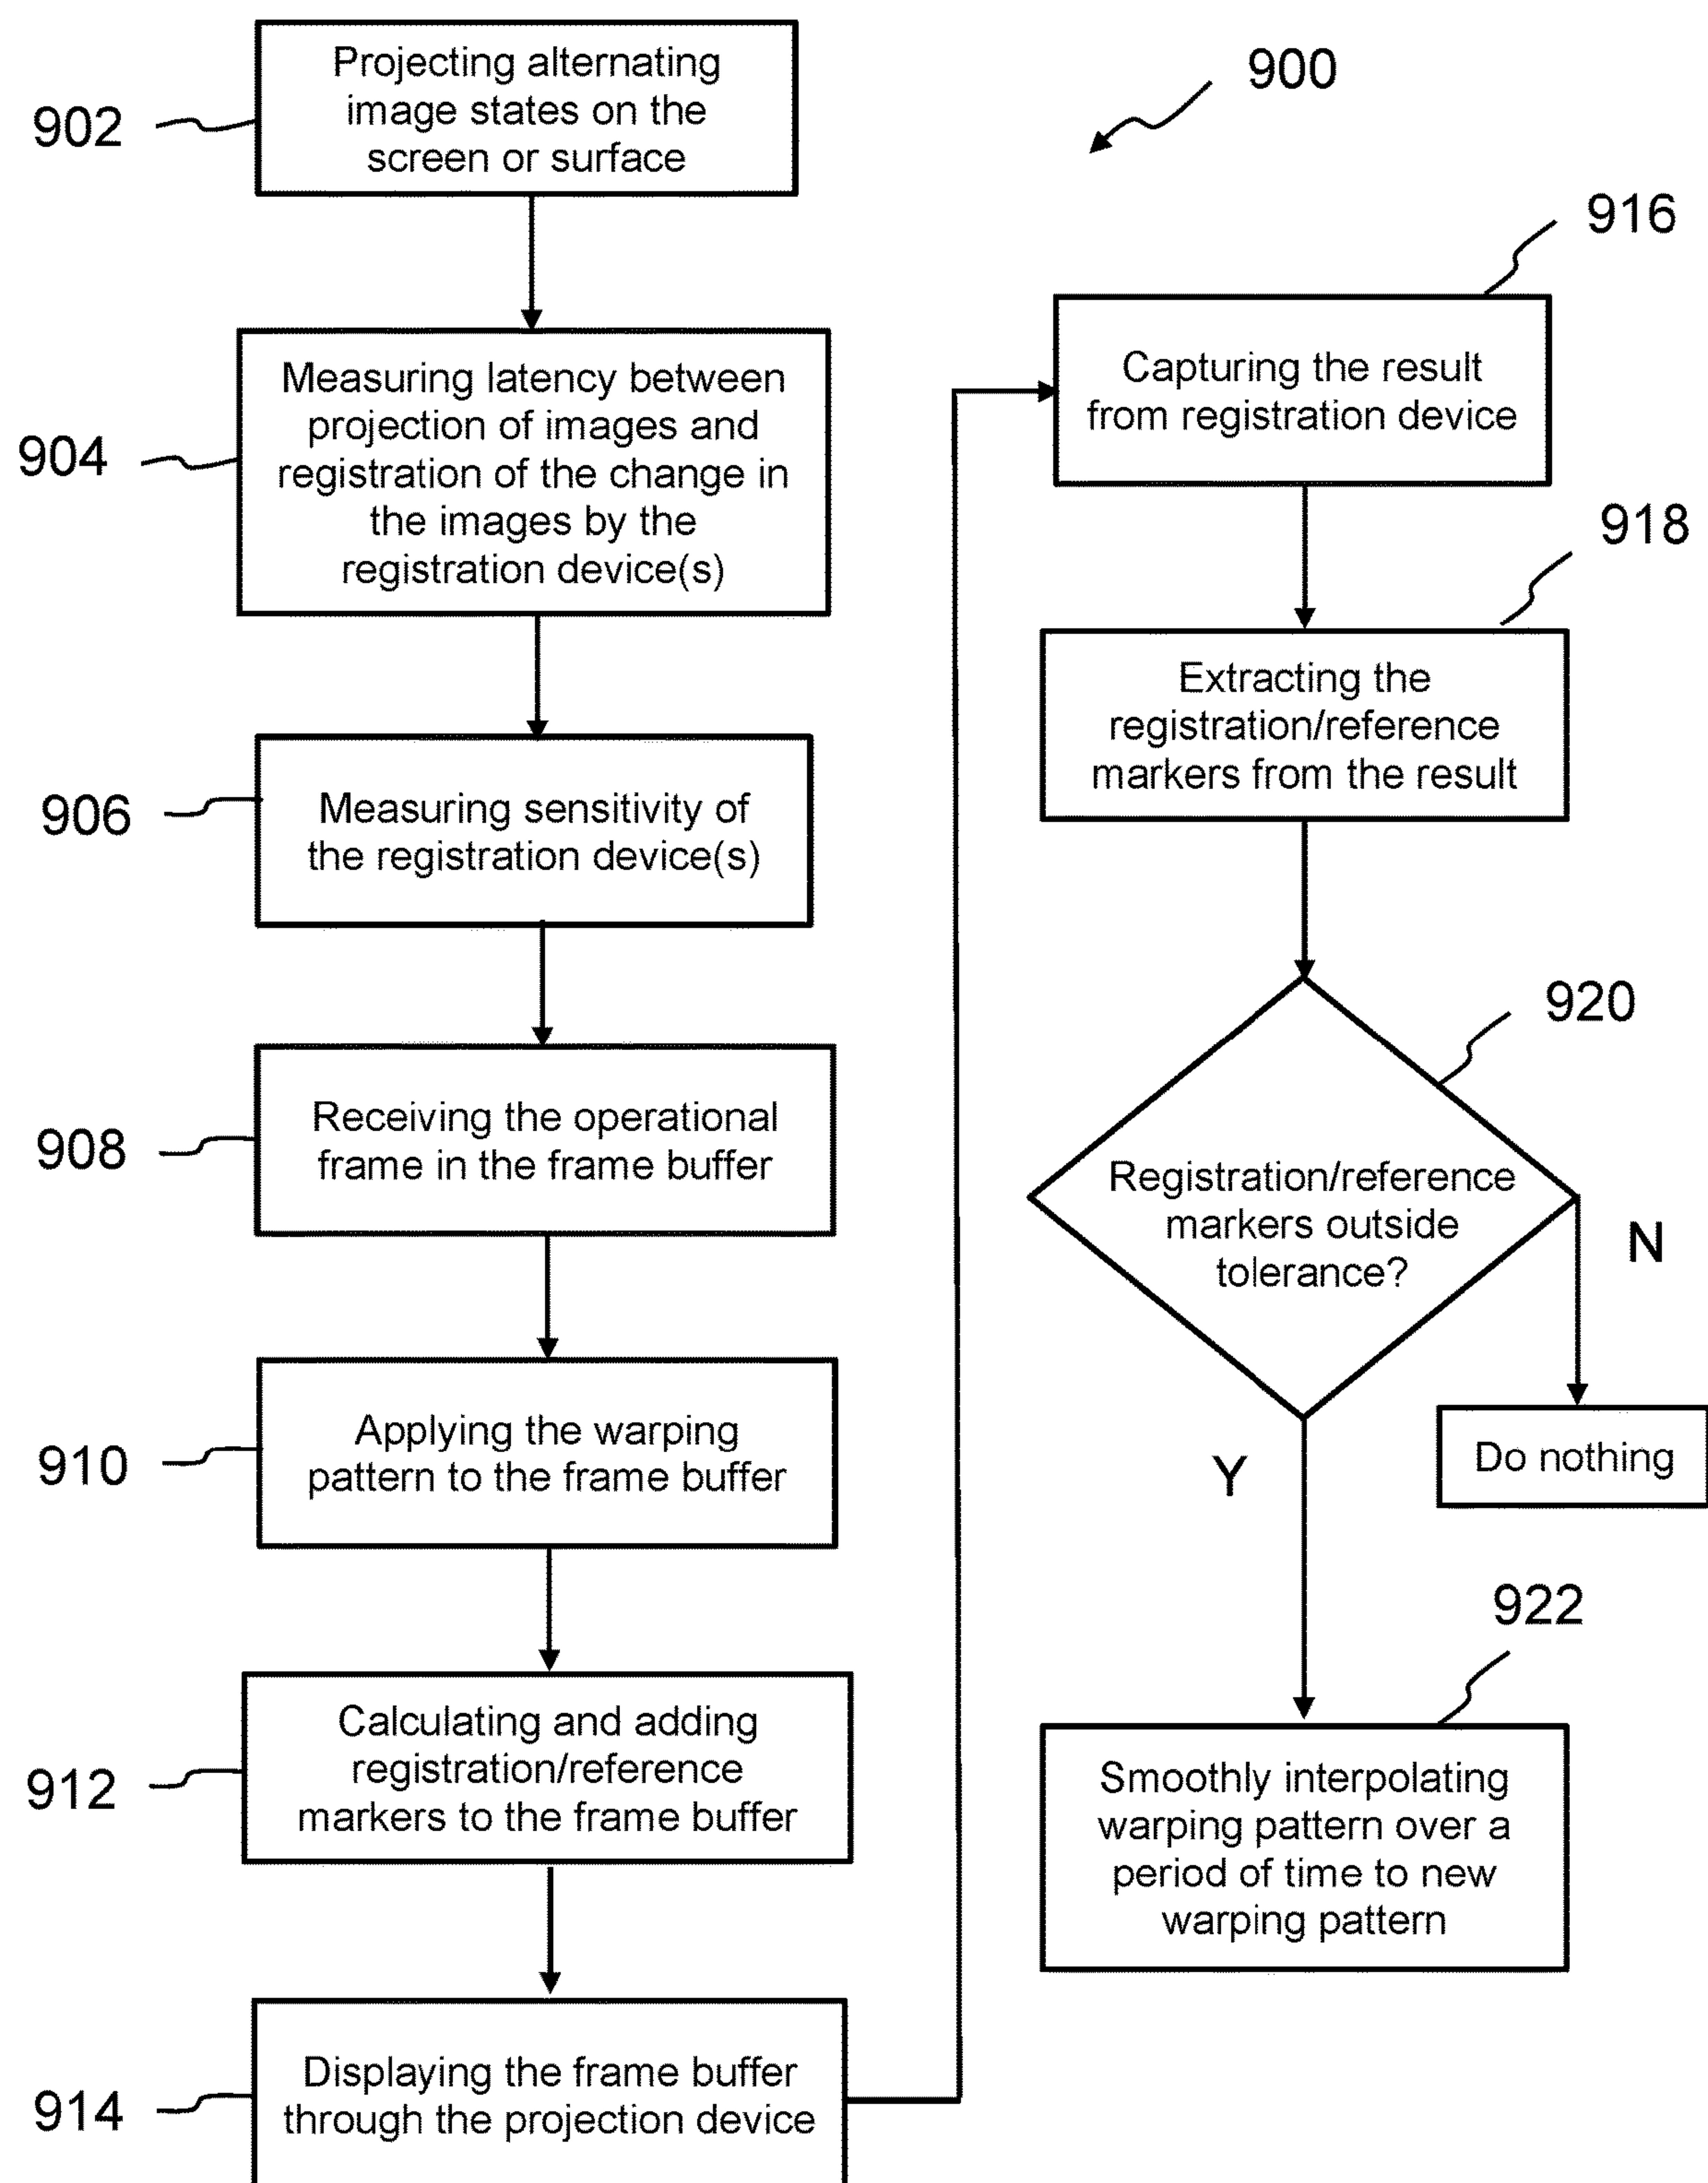 900
902
Projecting alternating
image states on the
screen or surface
904
Measuring latency between
projection of images and
registration of the change in
the images by the
registration device(s)
906
Measuring sensitivity of
the registration device(s)
908
Receiving the operational
frame in the frame buffer
910
Applying the warping
pattern to the frame buffer
912
Calculating and adding
registration/reference
markers to the frame buffer
914
Displaying the frame buffer
through the projection device
916
Capturing the result
from registration device
918
Extracting the
registration/reference
markers from the result
920
Registration/reference
markers outside
tolerance?
N
Do nothing
Y
922
Smoothly interpolating
warping pattern over a
period of time to new
warping pattern